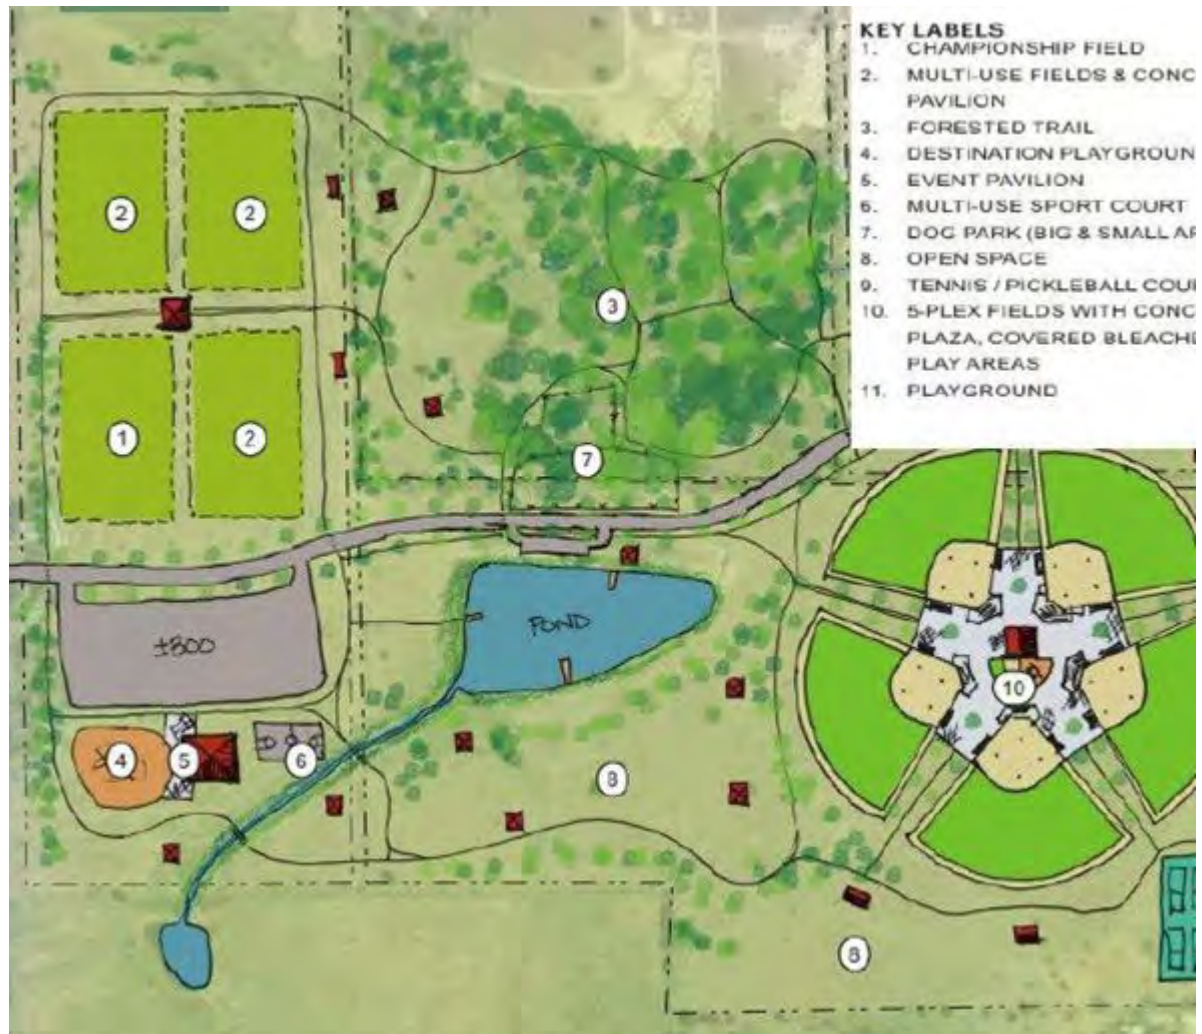 KEY LABELS
1. CHAMPIONSHIP FIELD
2. MULTI-USE FIELDS & CONC
PAVILION
3. FORESTED TRAIL
4. DESTINATION PLAYGROUN
5. EVENT PAVILION
6. MULTI-USE SPORT COURT
7. DOG PARK (BIG & SMALL AR
8. OPEN SPACE
9. TENNIS / PICKLEBALL COU
10. 5-PLEX FIELDS WITH CONC
PLAZA, COVERED BLEACH
PLAY AREAS
11. PLAYGROUND
2
2
3
1
2
7
POND
±300
10
4
5
6
8
8